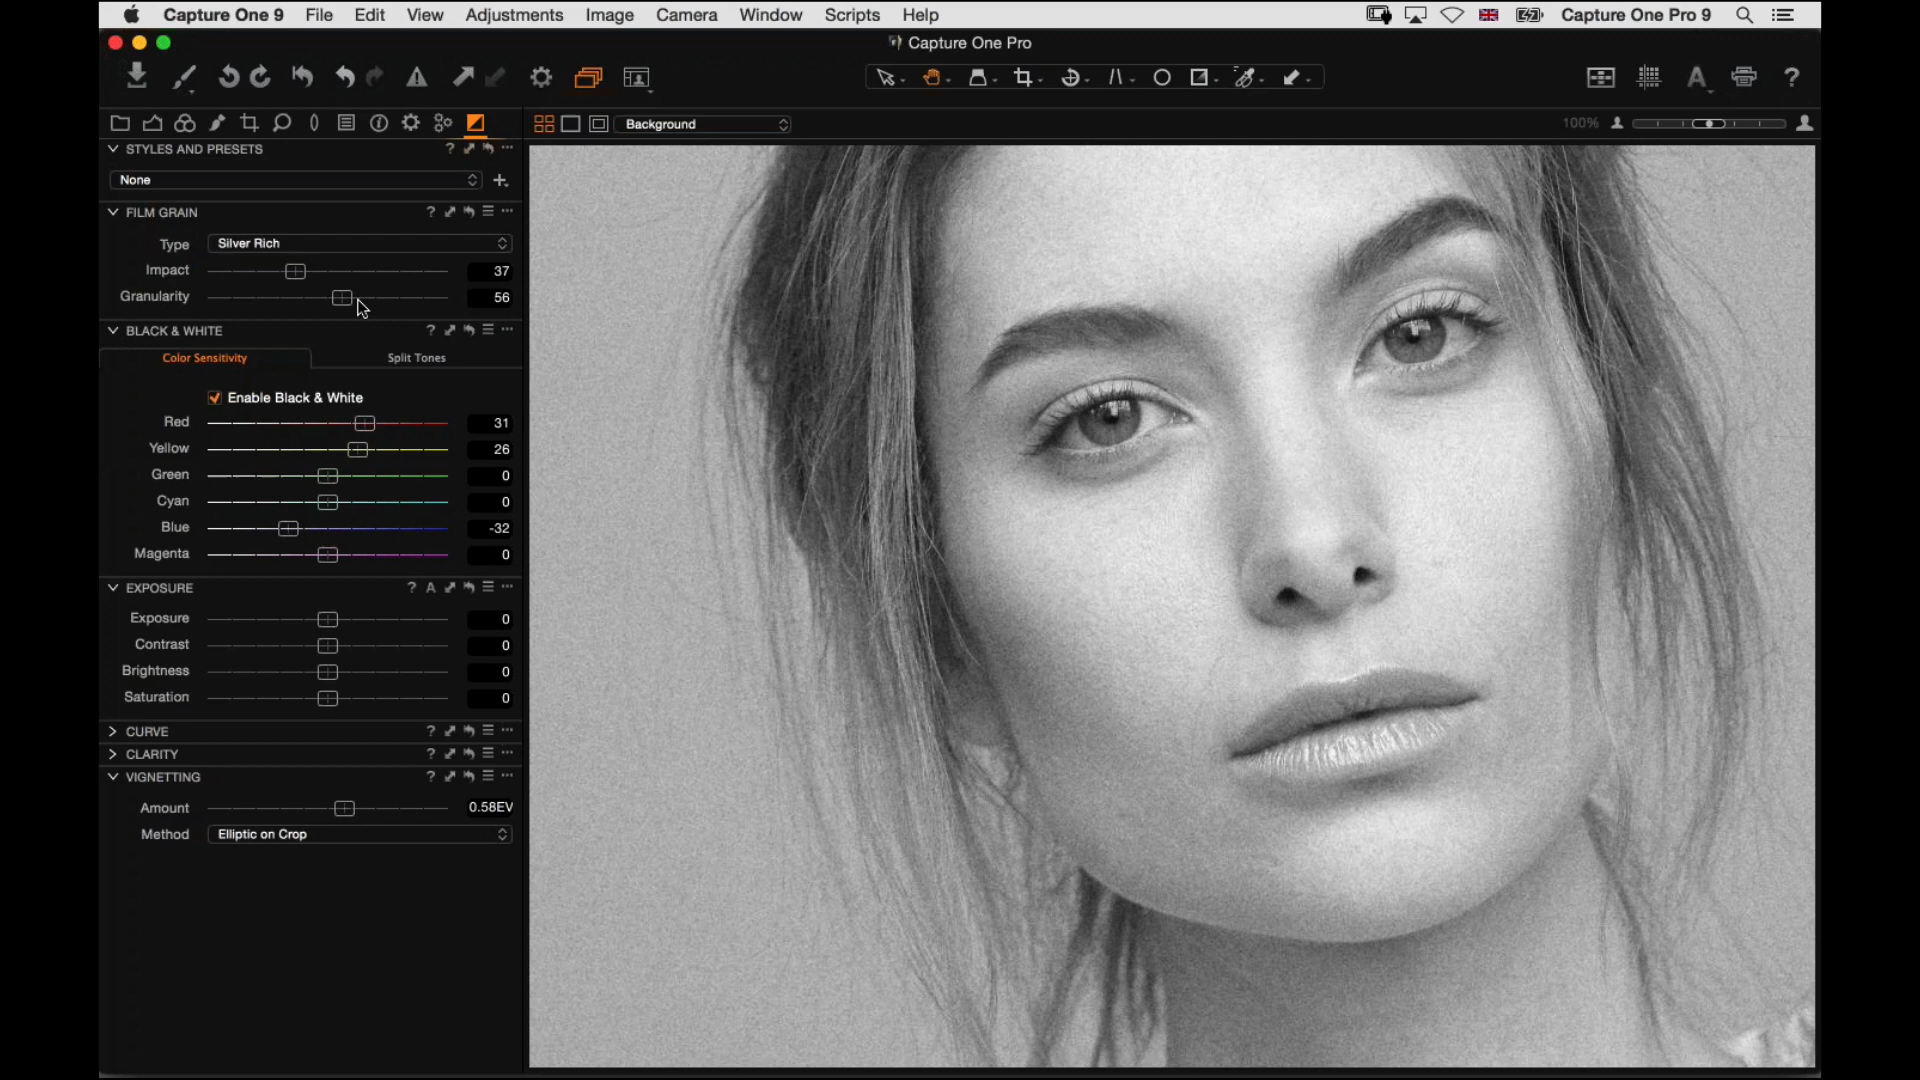 Capture One 9 File Edit View Adjustments Image Camera Window Scripts Help Capture One Pro 9
Capture One Pro
A ?
Background 100%
STYLES AND PRESETS ?
None
FILM GRAIN ?
Type Silver Rich
Impact 37
Granularity 56
BLACK & WHITE ?
Color Sensitivity Split Tones
Enable Black & White
Red 31
Yellow 26
Green 0
Cyan 0
Blue -32
Magenta 0
EXPOSURE ? A
Exposure 0
Contrast 0
Brightness 0
Saturation 0
CURVE ?
CLARITY ?
VIGNETTING ?
Amount 0.58EV
Method Elliptic on Crop